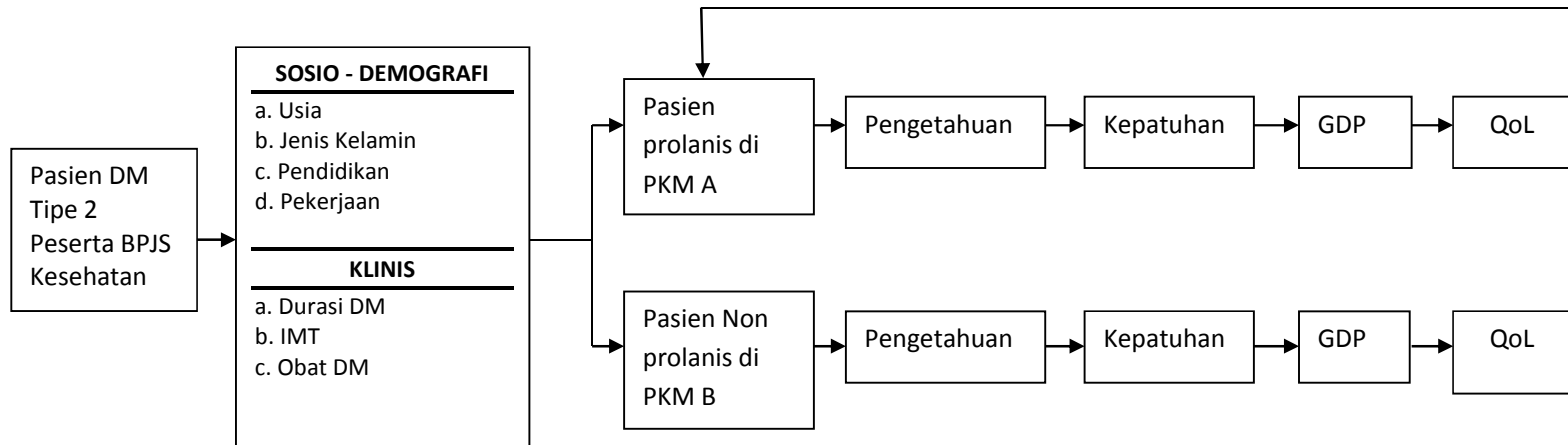 Pasien DM
Tipe 2
Peserta BPJS
Kesehatan
SOSIO - DEMOGRAFI
a. Usia
b. Jenis Kelamin
c. Pendidikan
d. Pekerjaan
KLINIS
a. Durasi DM
b. IMT
c. Obat DM
Pasien
prolanis di
PKM A
Pengetahuan
Kepatuhan
GDP
QoL
Pasien Non
prolanis di
PKM B
Pengetahuan
Kepatuhan
GDP
QoL